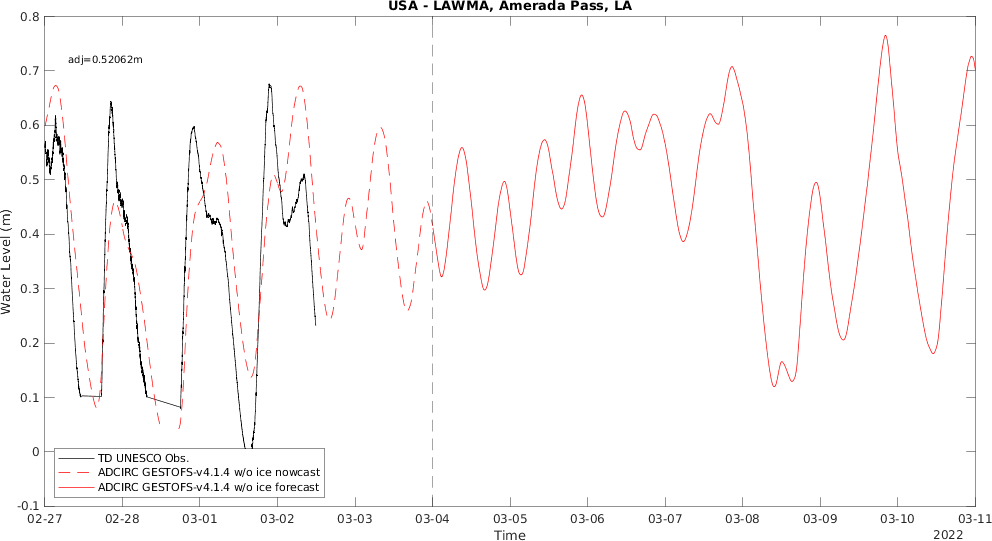 USA - LAWMA, Amerada Pass, LA
0.8
0.7
0.6
0.5
0.4
0.3
0.2
0.1
0
-0.1
Water Level (m)
adj=0.52062m
TD UNESCO Obs.
ADCIRC GESTOFS-v4.1.4 w/o ice nowcast
ADCIRC GESTOFS-v4.1.4 w/o ice forecast
02-27 02-28 03-01 03-02 03-03 03-04 03-05 03-06 03-07 03-08 03-09 03-10 03-11
Time
2022